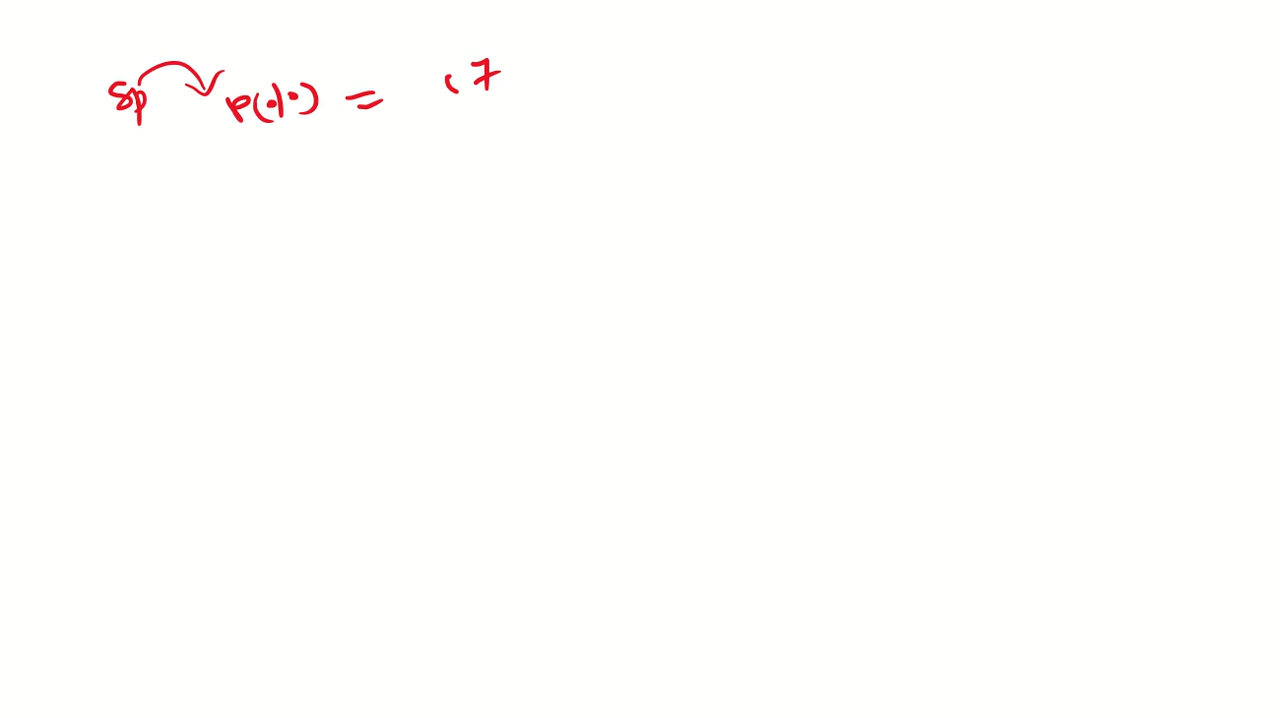 Sp P(%) = (7